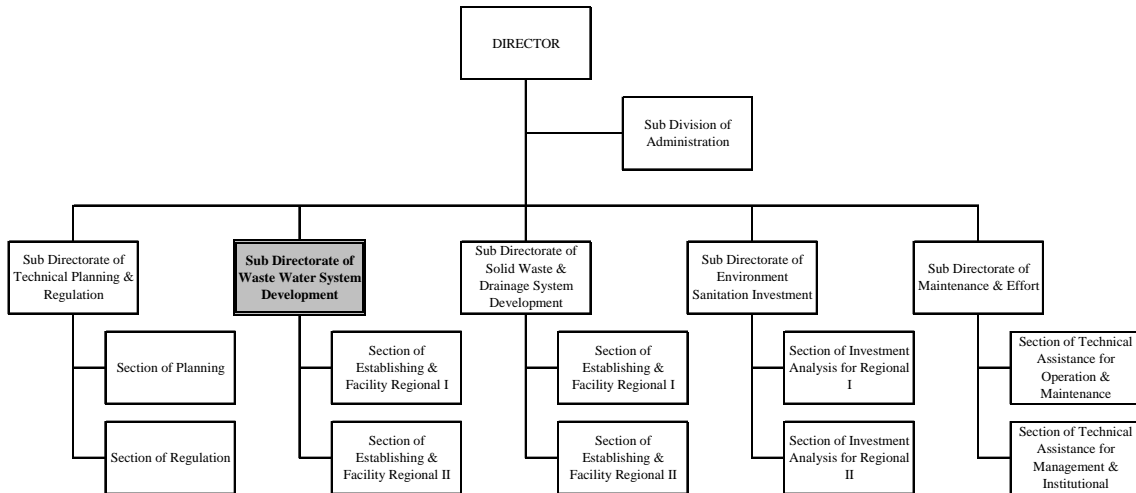 DIRECTOR
Sub Division of
Administration
Sub Directorate of
Technical Planning &
Regulation
Sub Directorate of
Waste Water System
Development
Sub Directorate of
Solid Waste &
Drainage System
Development
Sub Directorate of
Environment
Sanitation Investment
Sub Directorate of
Maintenance & Effort
Section of Planning
Section of
Establishing &
Facility Regional I
Section of
Establishing &
Facility Regional I
Section of Investment
Analysis for Regional
I
Section of Technical
Assistance for
Operation &
Maintenance
Section of Regulation
Section of
Establishing &
Facility Regional II
Section of
Establishing &
Facility Regional II
Section of Investment
Analysis for Regional
II
Section of Technical
Assistance for
Management &
Institutional